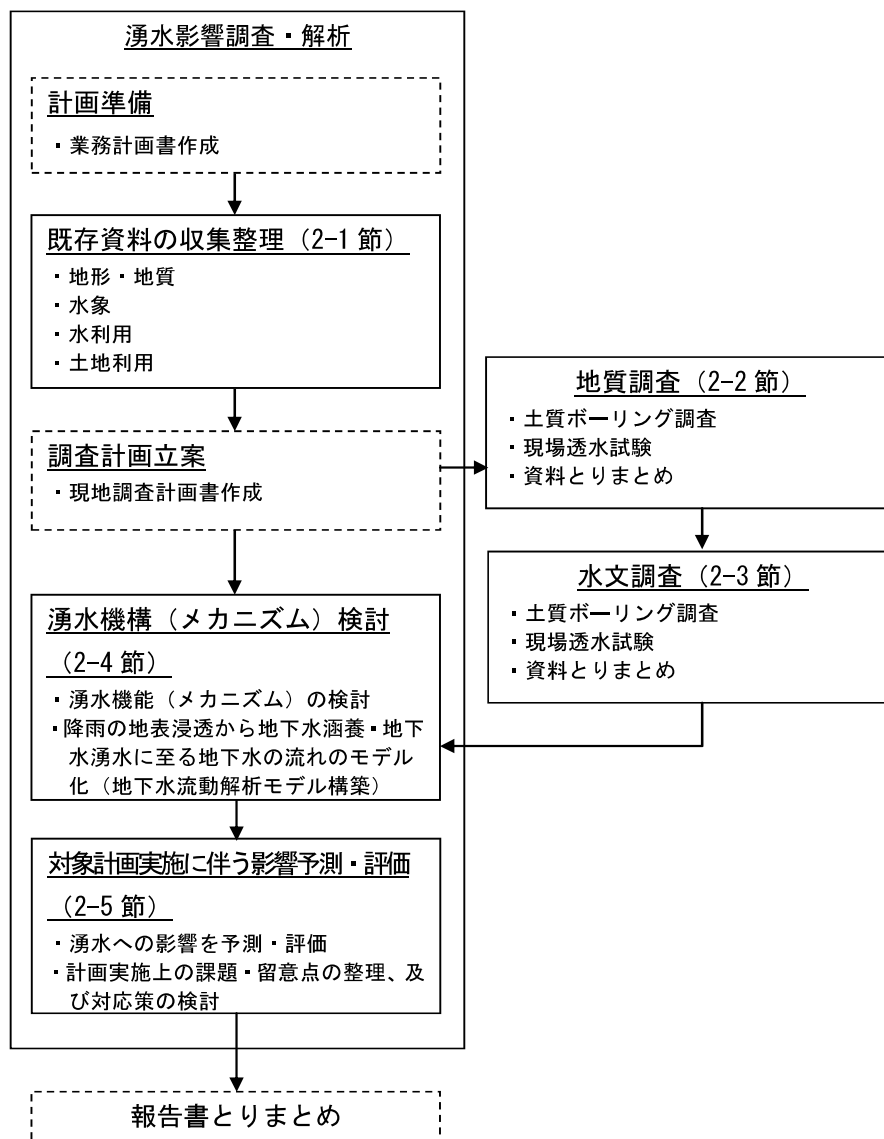 湧水影響調査・解析
計画準備
・業務計画書作成
既存資料の収集整理（2-1 節）
・地形・地質
・水象
・水利用
・土地利用
調査計画立案
・現地調査計画書作成
地質調査（2-2 節）
・土質ボーリング調査
・現場透水試験
・資料とりまとめ
水文調査（2-3 節）
・土質ボーリング調査
・現場透水試験
・資料とりまとめ
湧水機構（メカニズム）検討
（2-4 節）
・湧水機能（メカニズム）の検討
・降雨の地表浸透から地下水涵養・地下
水湧水に至る地下水の流れのモデル
化（地下水流動解析モデル構築）
対象計画実施に伴う影響予測・評価
（2-5 節）
・湧水への影響を予測・評価
・計画実施上の課題・留意点の整理、及
び対応策の検討
報告書とりまとめ